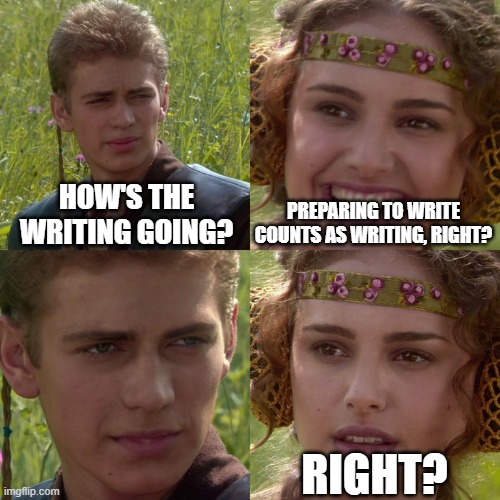 HOW'S THE
WRITING GOING?
PREPARING TO WRITE
COUNTS AS WRITING, RIGHT?
RIGHT?
imgflip.com